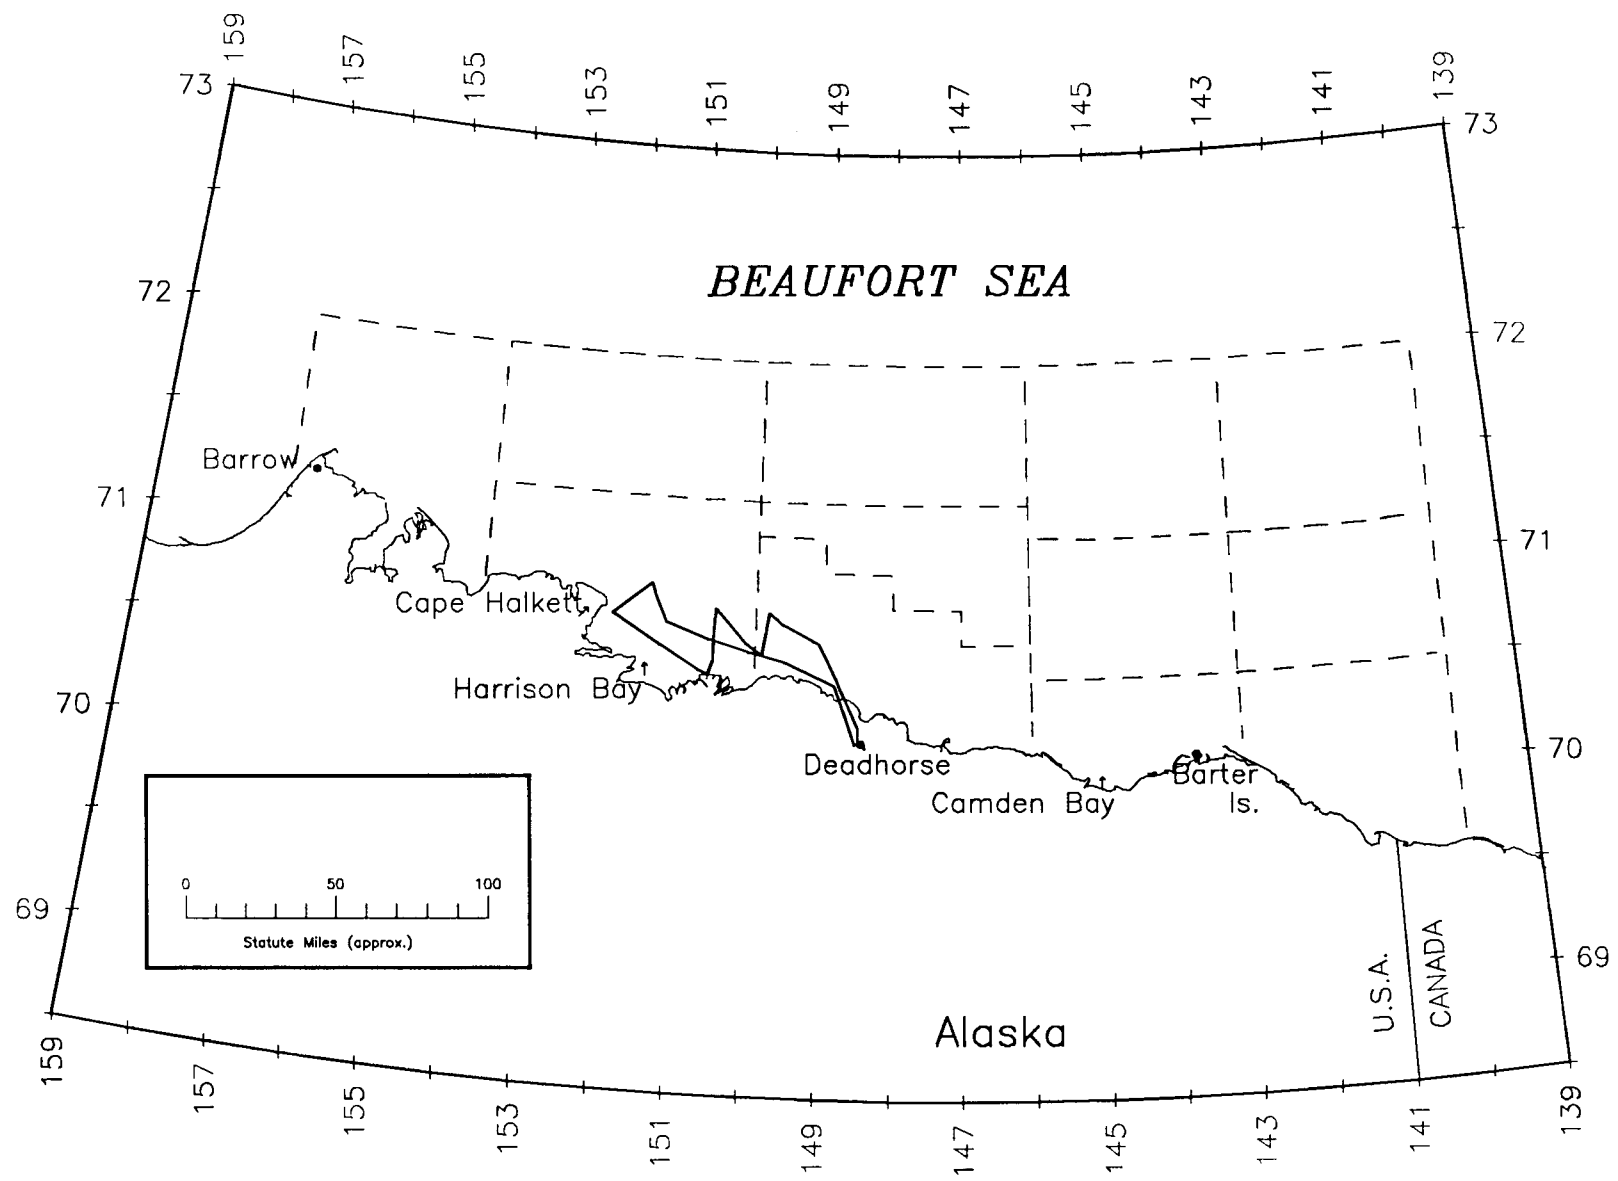 159
157
155
153
151
149
147
145
143
141
139
73
73
BEAUFORT SEA
72
72
Barrow
71
71
Cape Halkett
Harrison Bay
70
70
Deadhorse
Barter
Is.
Camden Bay
0 50 100
Statute Miles (approx.)
69
69
U.S.A.
CANADA
Alaska
159
157
155
153
151
149
147
145
143
141
139